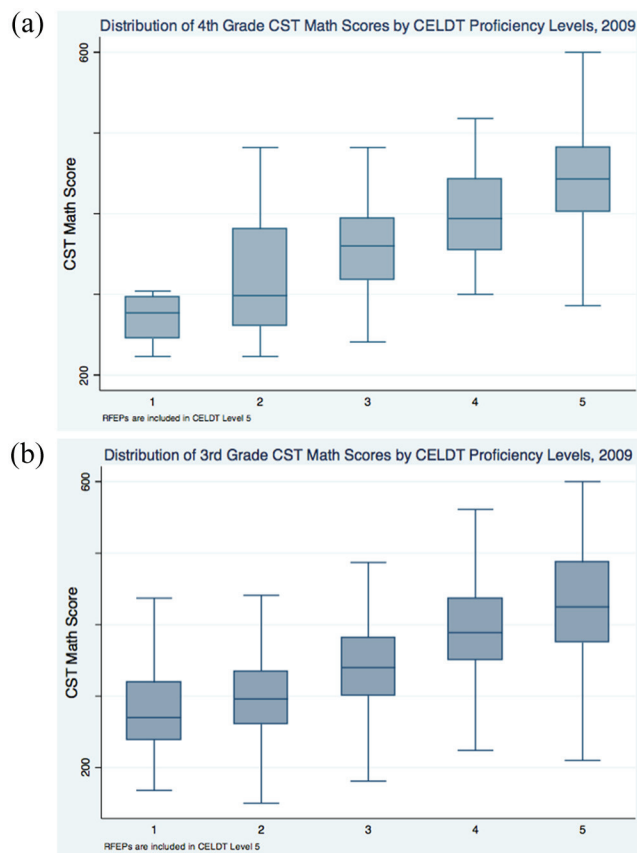 (a)
Distribution of 4th Grade CST Math Scores by CELDT Proficiency Levels, 2009
600
CST Math Score
200
1 2 3 4 5
RFEPs are included in CELDT Level 5
(b)
Distribution of 3rd Grade CST Math Scores by CELDT Proficiency Levels, 2009
600
CST Math Score
200
1 2 3 4 5
RFEPs are included in CELDT Level 5